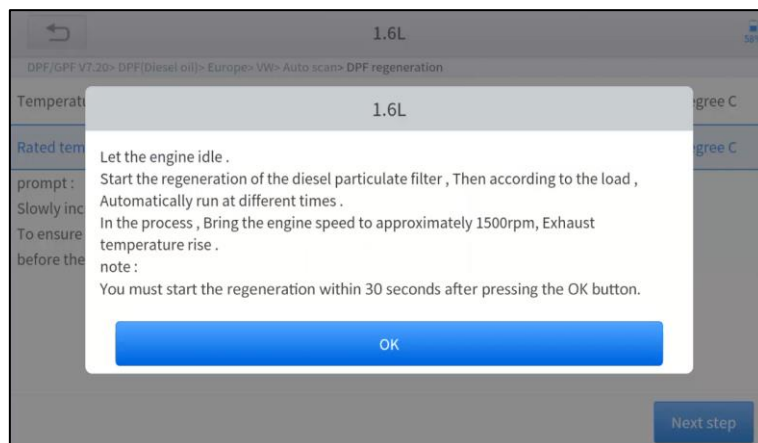 1.6L
58%
DPF/GPF V7.20> DPF(Diesel oil)> Europe> VW> Auto scan> DPF regeneration
Temperatu
egree C
1.6L
Rated tem
egree C
Let the engine idle .
Start the regeneration of the diesel particulate filter , Then according to the load ,
Automatically run at different times .
In the process , Bring the engine speed to approximately 1500rpm, Exhaust
temperature rise .
note :
You must start the regeneration within 30 seconds after pressing the OK button.
OK
prompt :
Slowly inc
To ensure
before the
Next step